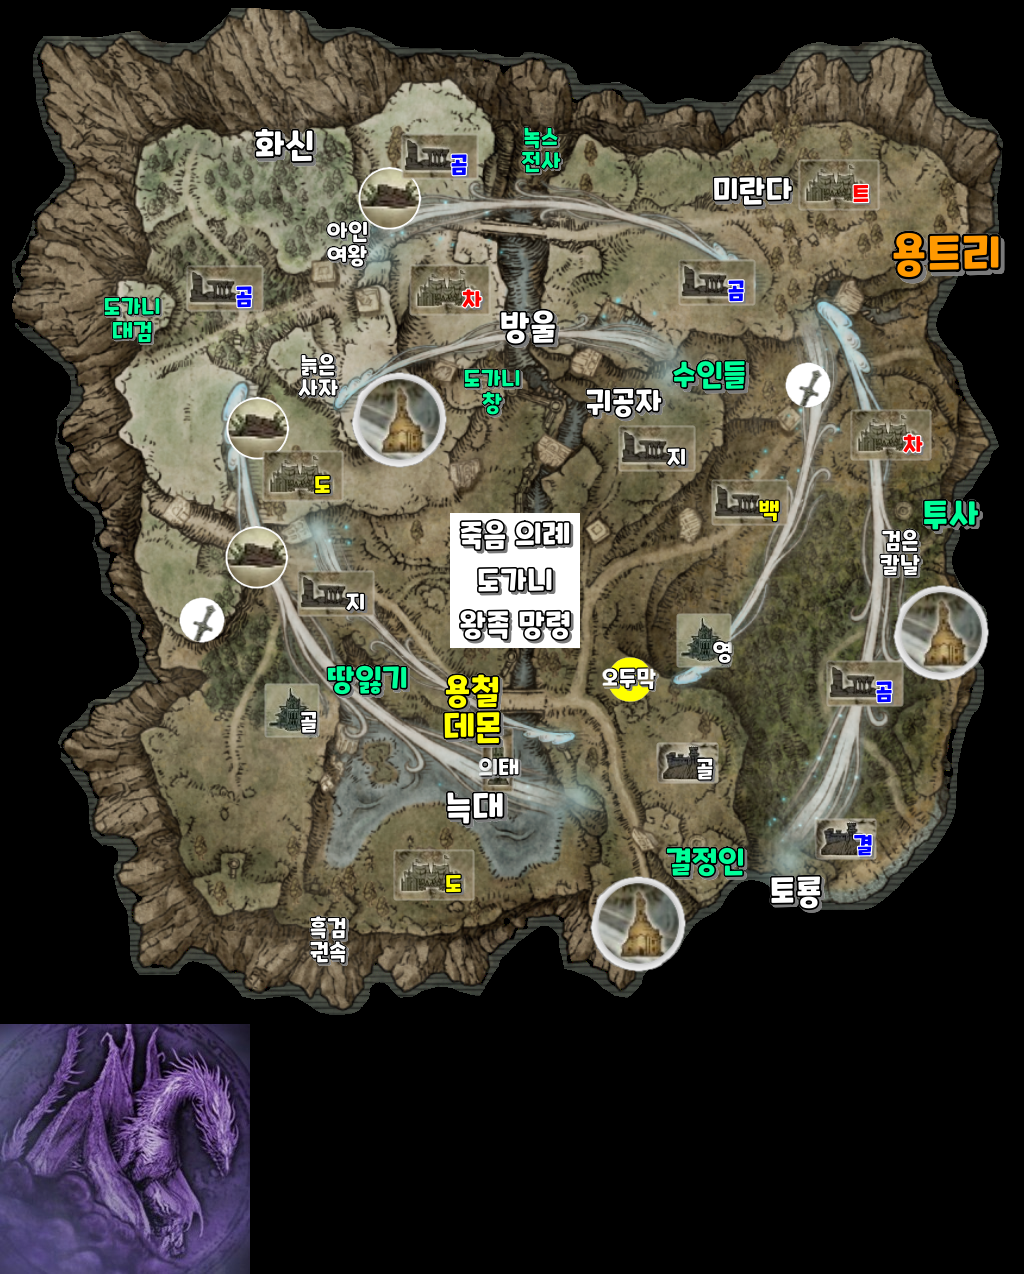 화신
곰
녹스
전사
미란다
트
아인
여왕
용트리
도가니
대검
곰
차
곰
방울
늙은
사자
도가니
창
수인들
귀공자
지
차
도
백
투사
죽음 의례
도가니
왕족 망령
검은
칼날
지
영
땅잃기
용철
데몬
오두막
곰
골
의태
골
늑대
결
결정인
도
토룡
흑검
권속